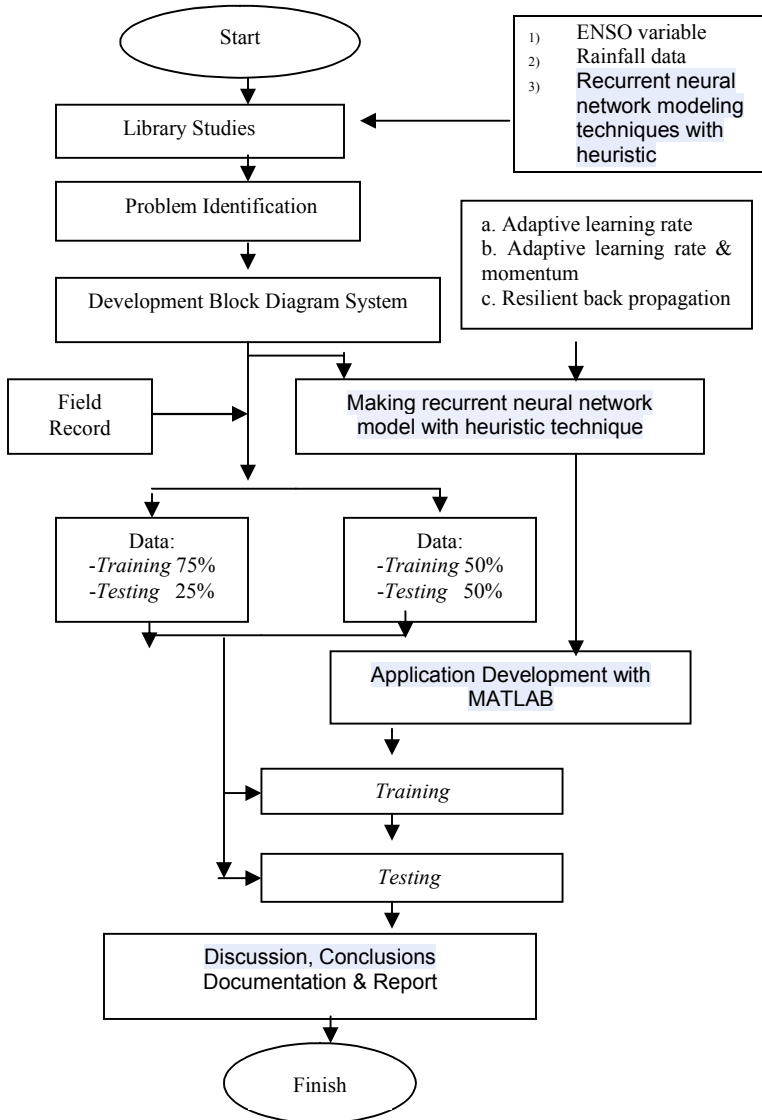 Start
1) ENSO variable
2) Rainfall data
3) Recurrent neural
network modeling
techniques with
heuristic
Library Studies
Problem Identification
a. Adaptive learning rate
b. Adaptive learning rate &
momentum
c. Resilient back propagation
Development Block Diagram System
Field
Record
Making recurrent neural network
model with heuristic technique
Data:
-Training 75%
-Testing 25%
Data:
-Training 50%
-Testing 50%
Application Development with
MATLAB
Training
Testing
Discussion, Conclusions
Documentation & Report
Finish